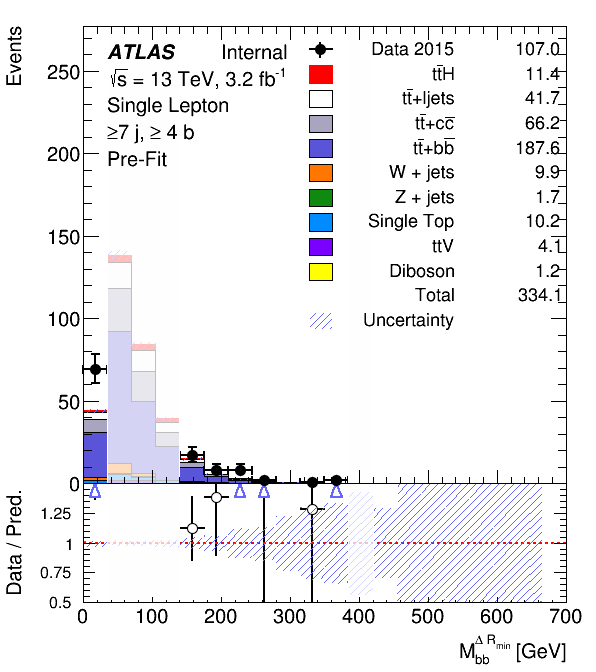 Events
ATLAS Internal
√s = 13 TeV, 3.2 fb⁻¹
Single Lepton
≥7 j, ≥ 4 b
Pre-Fit
Data 2015 107.0
tt̄H 11.4
tt̄+ljets 41.7
tt̄+cc̄ 66.2
tt̄+bb̄ 187.6
W + jets 9.9
Z + jets 1.7
Single Top 10.2
ttV 4.1
Diboson 1.2
Total 334.1
Uncertainty
250
200
150
100
50
0
Data / Pred.
1.25
1
0.75
0.5
0 100 200 300 400 500 600 700
M_bb^ΔR_min [GeV]